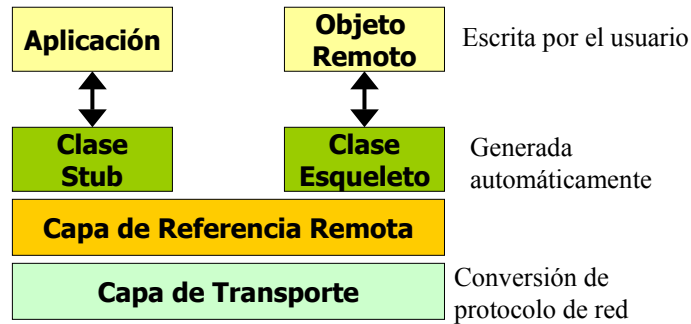 Aplicación
Objeto
Remoto
Escrita por el usuario
Clase
Stub
Clase
Esqueleto
Generada
automáticamente
Capa de Referencia Remota
Capa de Transporte
Conversión de
protocolo de red